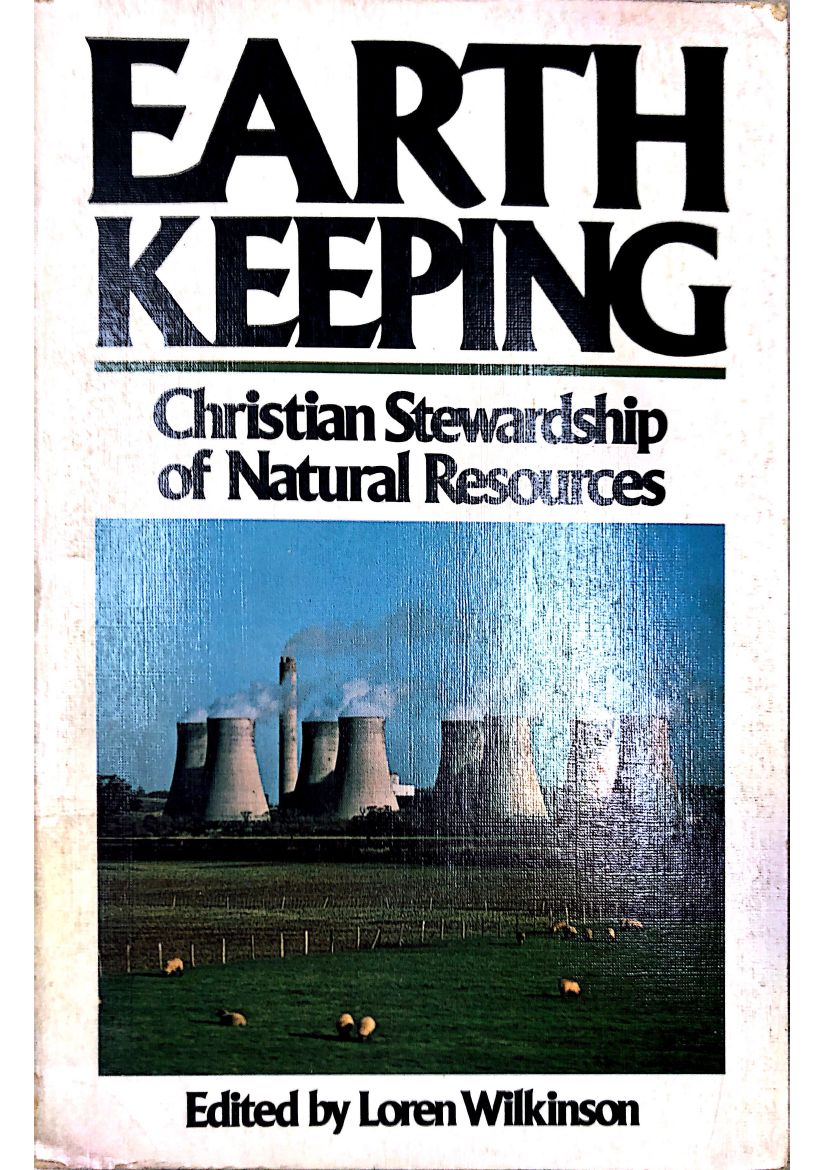 EARTH
KEEPING
Christian Stewardship
of Natural Resources
Edited by Loren Wilkinson